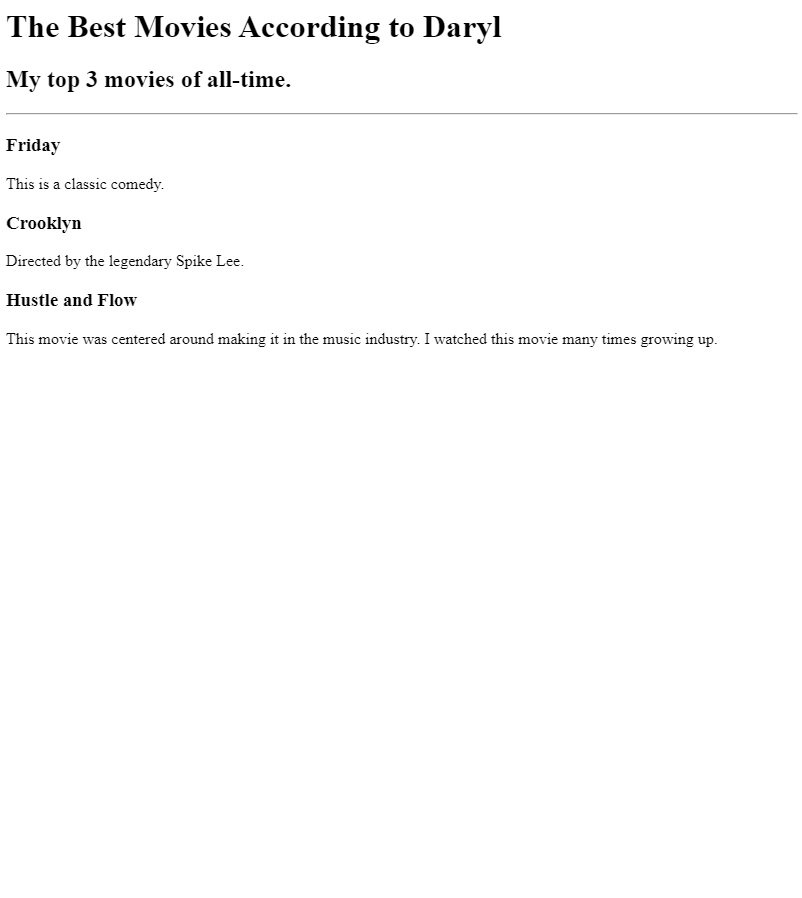 The Best Movies According to Daryl
My top 3 movies of all-time.
Friday
This is a classic comedy.
Crooklyn
Directed by the legendary Spike Lee.
Hustle and Flow
This movie was centered around making it in the music industry. I watched this movie many times growing up.